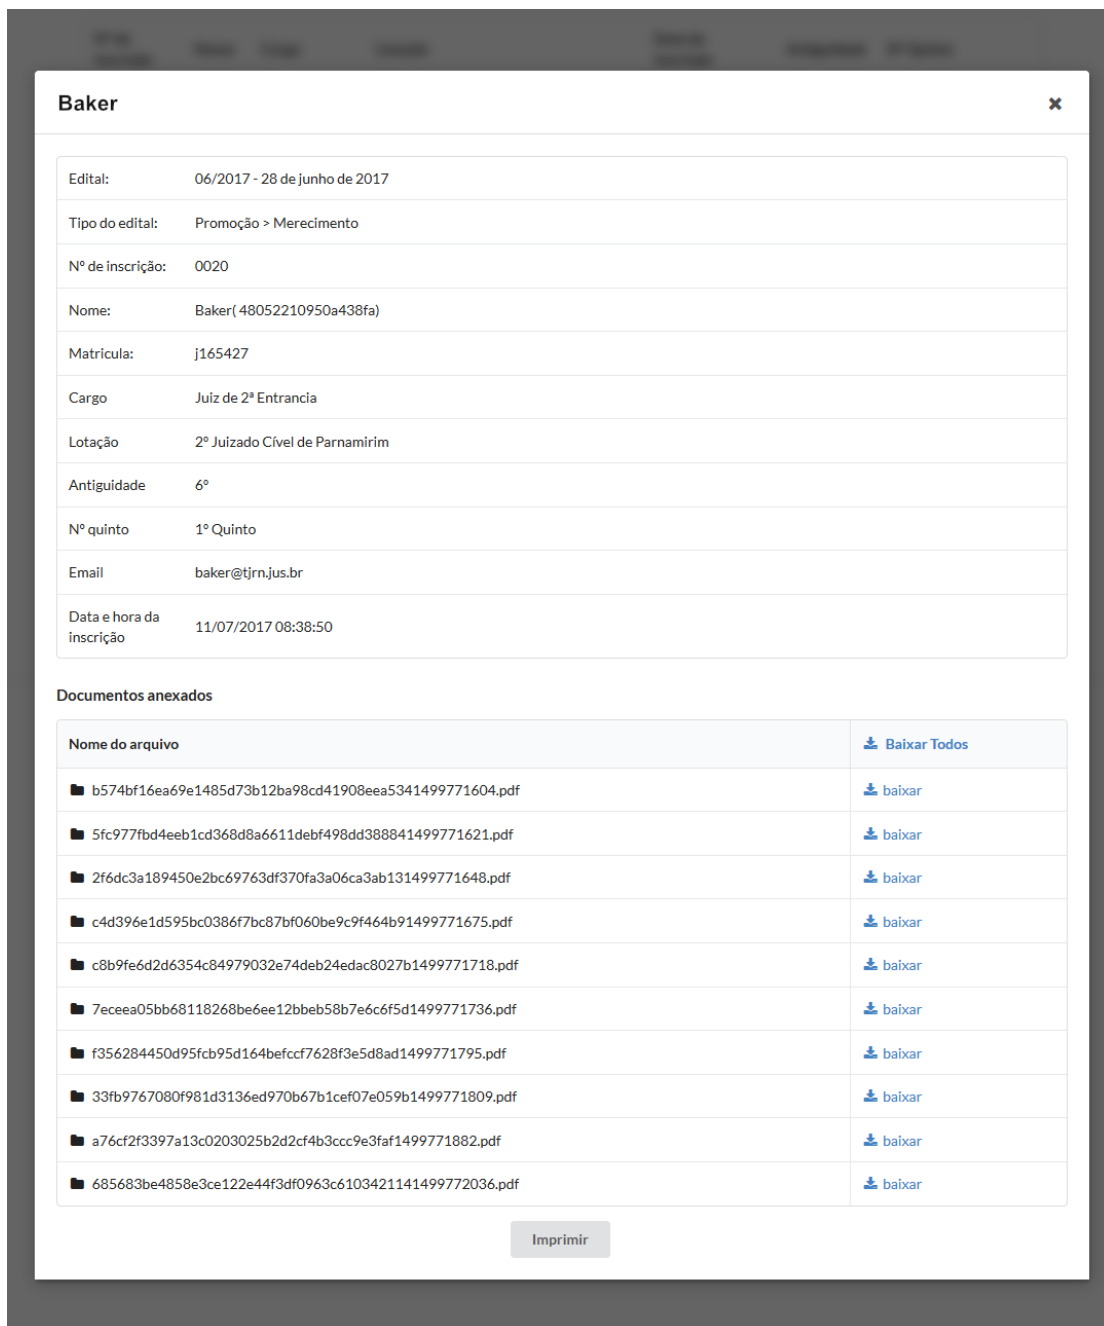 Baker
Edital: 06/2017 - 28 de junho de 2017
Tipo do edital: Promoção > Merecimento
Nº de inscrição: 0020
Nome: Baker( 48052210950a438fa)
Matricula: j165427
Cargo Juiz de 2ª Entrancia
Lotação 2º Juizado Cível de Parnamirim
Antiguidade 6º
Nº quinto 1º Quinto
Email baker@tjrn.jus.br
Data e hora da
inscrição 11/07/2017 08:38:50
Documentos anexados
Nome do arquivo Baixar Todos
b574bf16ea69e1485d73b12ba98cd41908eea5341499771604.pdf baixar
5fc977fbd4eeb1cd368d8a6611debf498dd388841499771621.pdf baixar
2f6dc3a189450e2bc69763df370fa3a06ca3ab131499771648.pdf baixar
c4d396e1d595bc0386f7bc87bf060be9c9f464b91499771675.pdf baixar
c8b9fe6d2d6354c84979032e74deb24edac8027b1499771718.pdf baixar
7eceea05bb68118268be6ee12bbeb58b7e6c6f5d1499771736.pdf baixar
f356284450d95fcb95d164befccf7628f3e5d8ad1499771795.pdf baixar
33fb9767080f981d3136ed970b67b1cef07e059b1499771809.pdf baixar
a76cf2f3397a13c0203025b2d2cf4b3ccc9e3faf1499771882.pdf baixar
685683be4858e3ce122e44f3df0963c6103421141499772036.pdf baixar
Imprimir